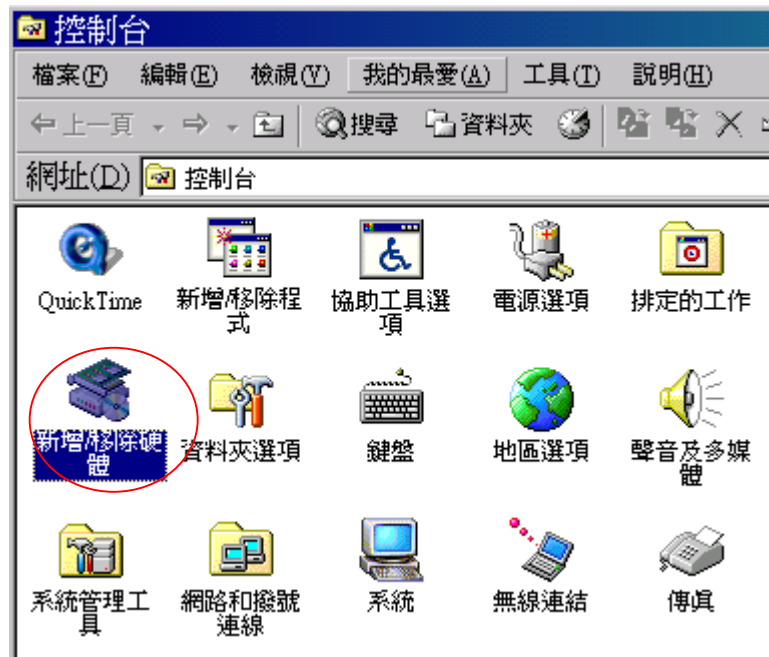 控制台
檔案(F) 編輯(E) 檢視(V) 我的最愛(A) 工具(T) 說明(H)
上一頁 搜尋 資料夾
網址(D) 控制台
QuickTime
新增/移除程
式
協助工具選
項
電源選項
排定的工作
新增/移除硬
體
資料夾選項
鍵盤
地區選項
聲音及多媒
體
系統管理工
具
網路和撥號
連線
系統
無線連結
傳真